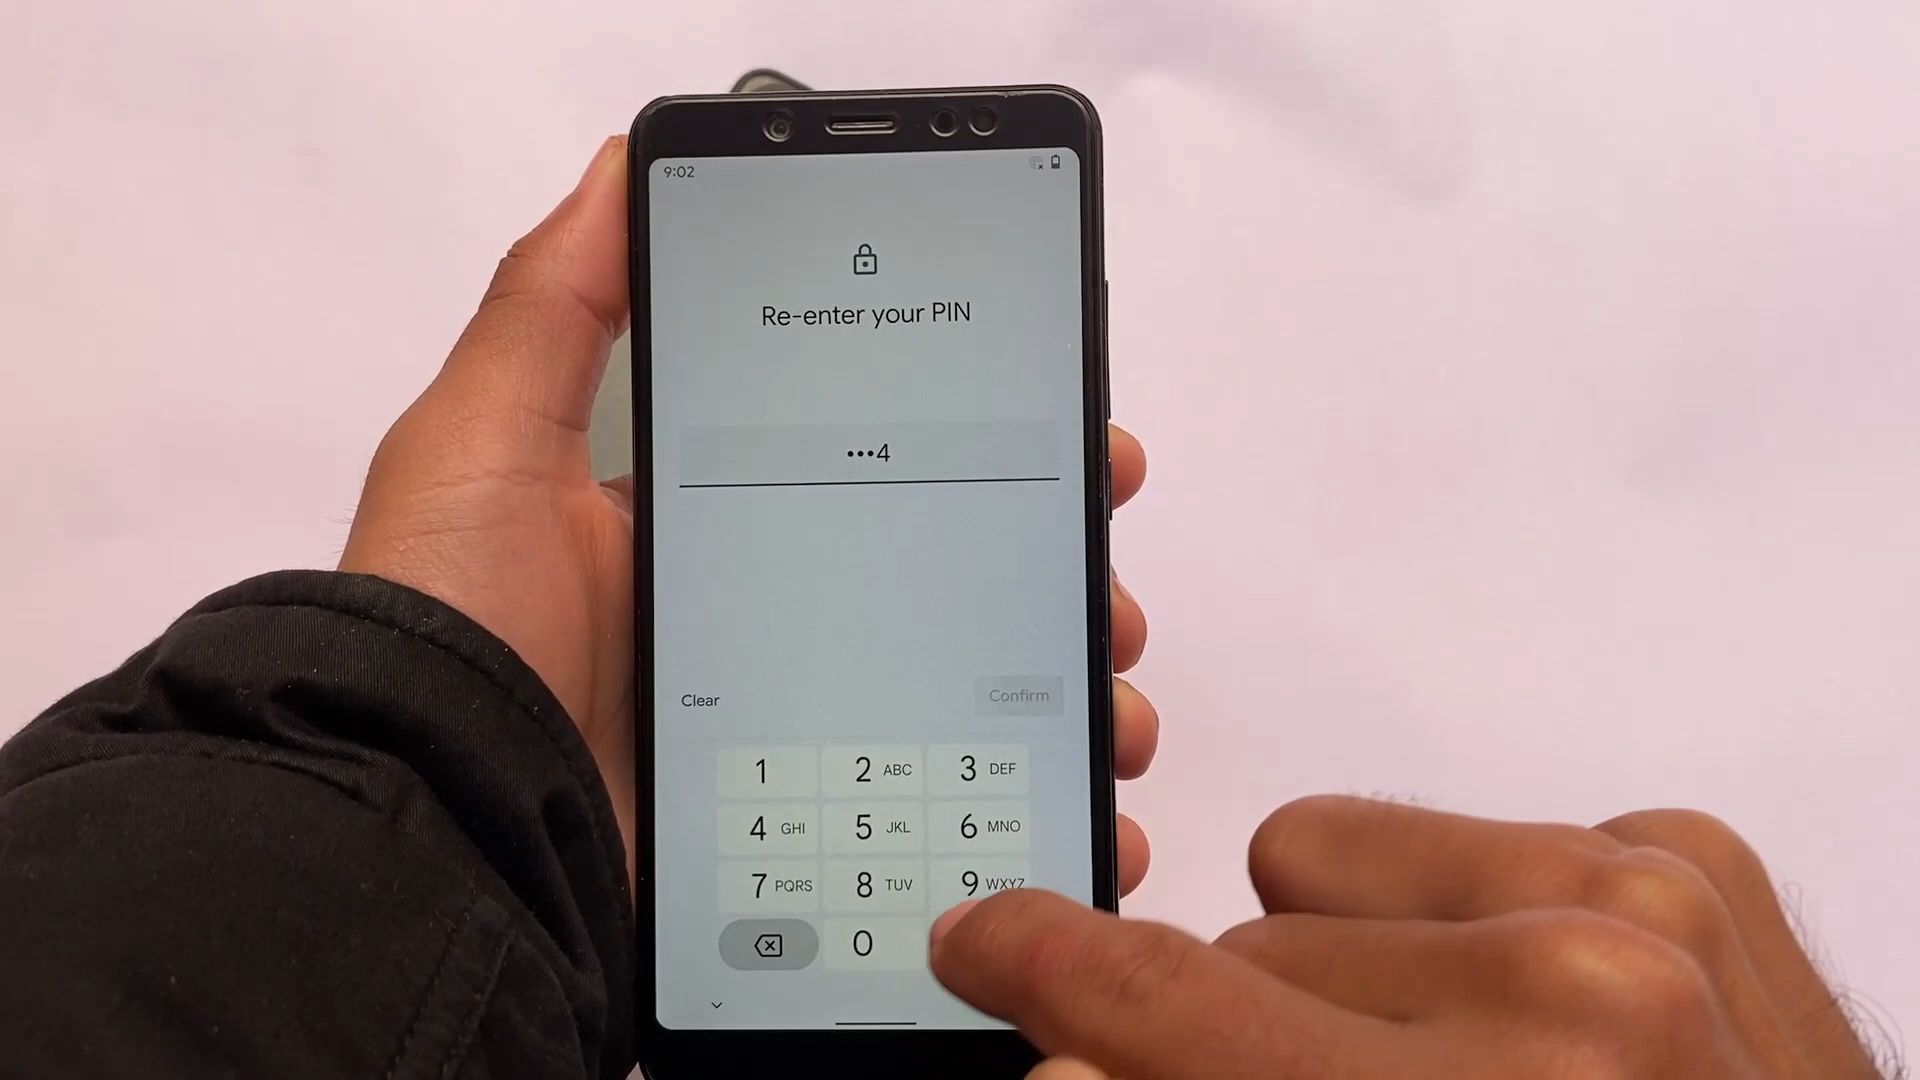 9:02
Re-enter your PIN
•••4
Clear
Confirm
1
2 ABC
3 DEF
4 GHI
5 JKL
6 MNO
7 PQRS
8 TUV
9 WXYZ
0